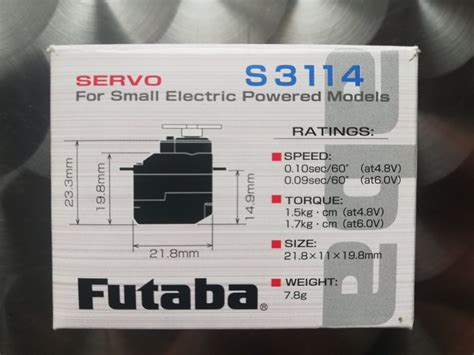 SERVO S3114
For Small Electric Powered Models
RATINGS:
SPEED:
0.10sec/60° (at4.8V)
0.09sec/60° (at6.0V)
TORQUE:
1.5kg·cm (at4.8V)
1.7kg·cm (at6.0V)
SIZE:
21.8×11×19.8mm
WEIGHT:
7.8g
23.3mm
19.8mm
14.9mm
21.8mm
Futaba®